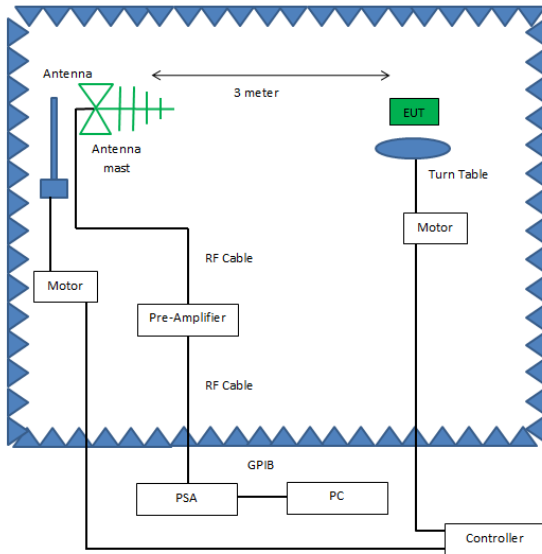 Antenna
3 meter
EUT
Antenna
mast
Turn Table
Motor
RF Cable
Motor
Pre-Amplifier
RF Cable
GPIB
PSA
PC
Controller